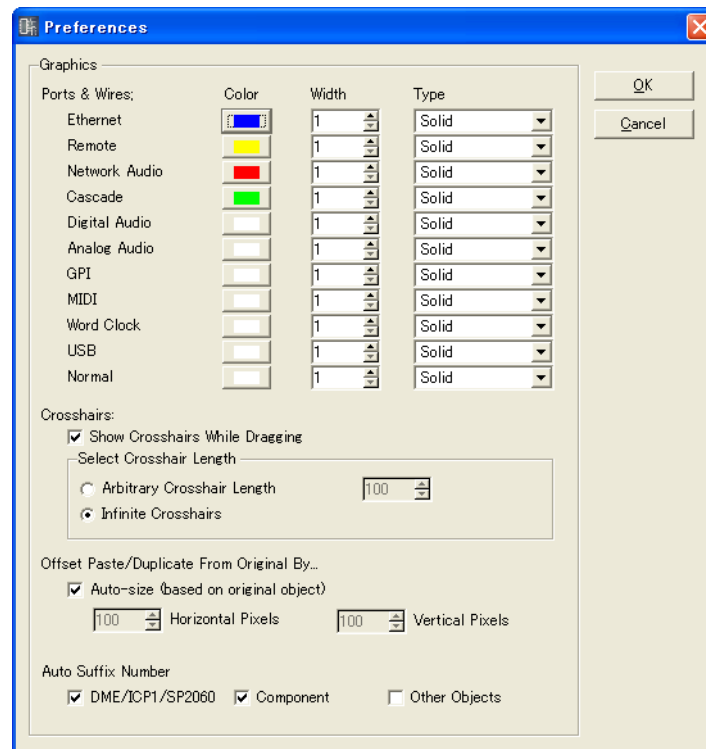 Preferences
Graphics
OK
Ports & Wires; Color Width Type
Cancel
Ethernet 1 Solid
Remote 1 Solid
Network Audio 1 Solid
Cascade 1 Solid
Digital Audio 1 Solid
Analog Audio 1 Solid
GPI 1 Solid
MIDI 1 Solid
Word Clock 1 Solid
USB 1 Solid
Normal 1 Solid
Crosshairs:
Show Crosshairs While Dragging
Select Crosshair Length
Arbitrary Crosshair Length 100
Infinite Crosshairs
Offset Paste/Duplicate From Original By...
Auto-size (based on original object)
100 Horizontal Pixels 100 Vertical Pixels
Auto Suffix Number
DME/ICP1/SP2060 Component Other Objects